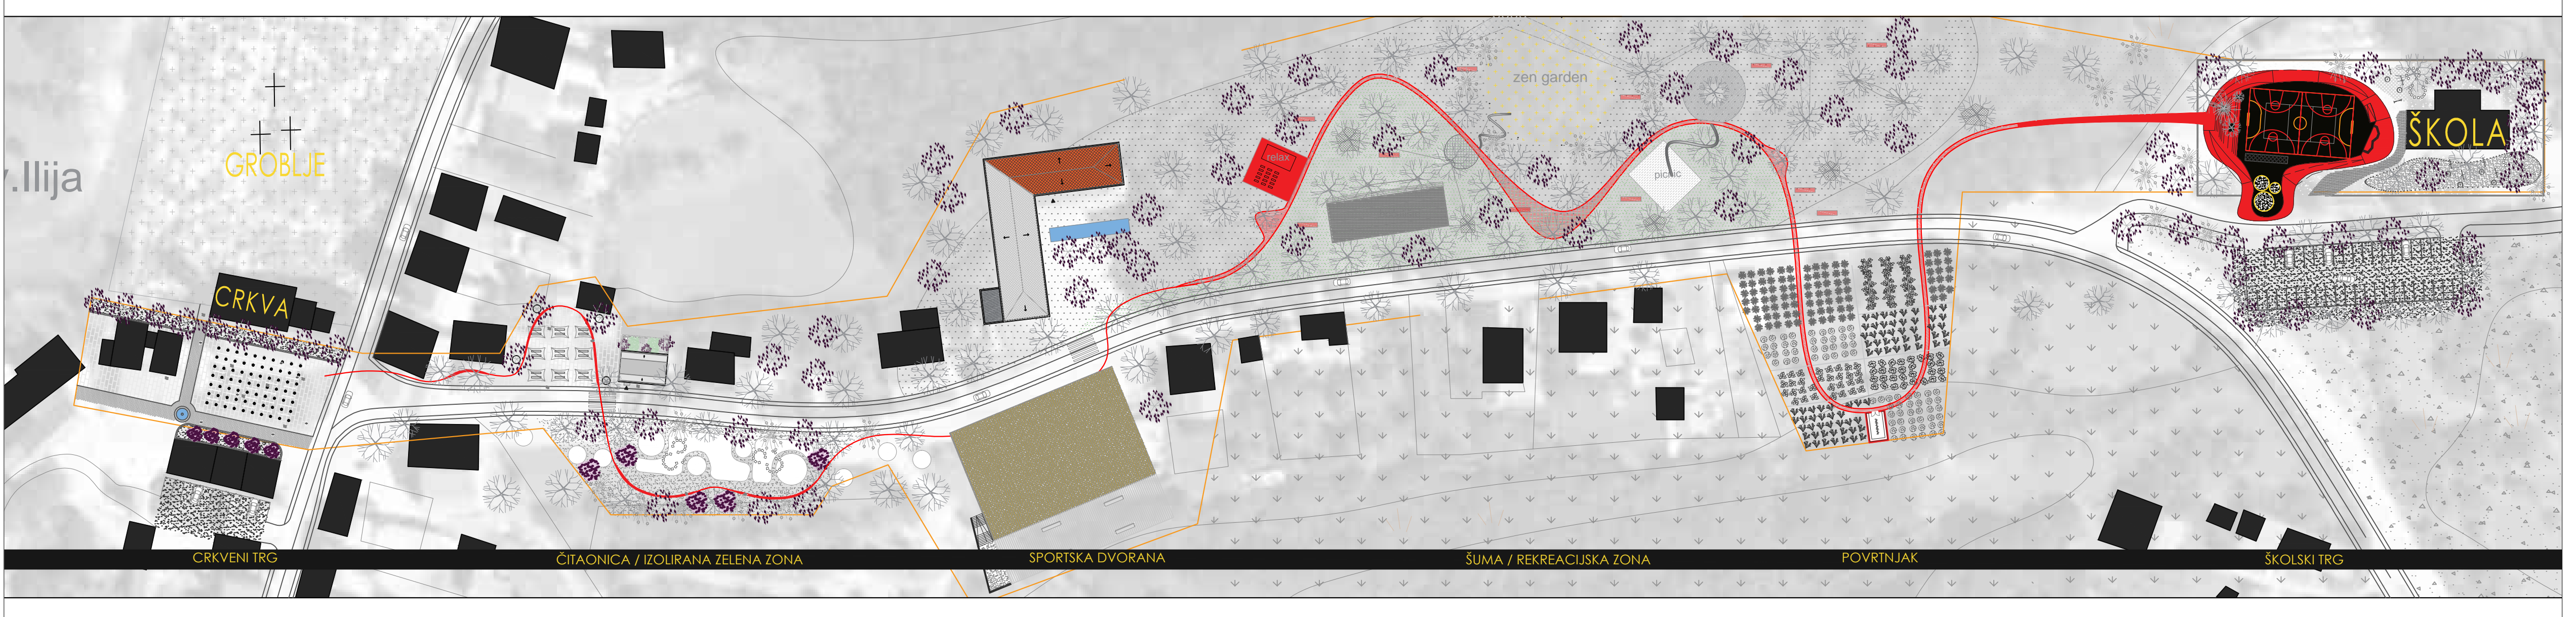 v.Ilija
GROBLJE
CRKVA
relax
zen garden
picnic
ŠKOLA
CRKVENI TRG
ČITAONICA / IZOLIRANA ZELENA ZONA
SPORTSKA DVORANA
ŠUMA / REKREACIJSKA ZONA
POVRTNJAK
ŠKOLSKI TRG